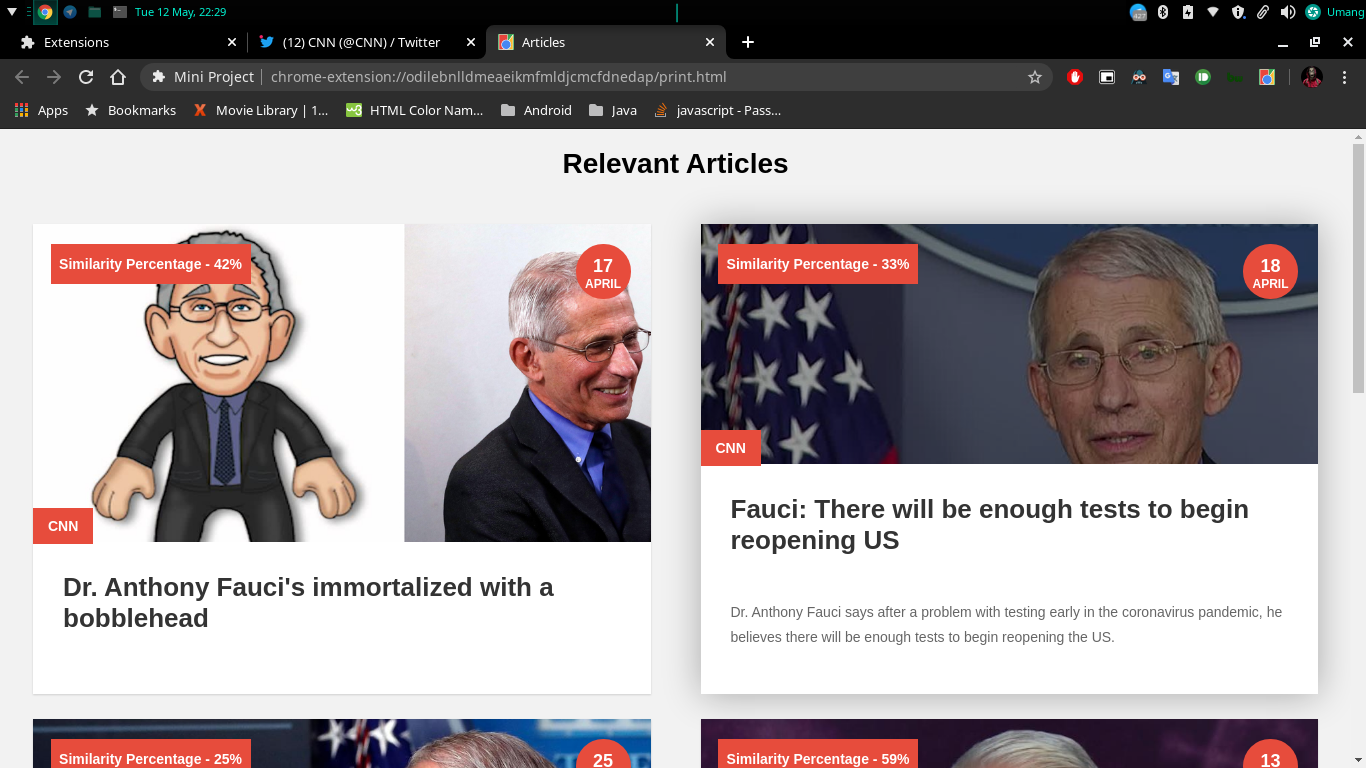 Tue 12 May, 22:29
427
Umang
Extensions
(12) CNN (@CNN) / Twitter
Articles
Mini Project
chrome-extension://odilebnlldmeaeikmfmldjcmcfdnedap/print.html
Apps
Bookmarks
Movie Library | 1...
HTML Color Nam...
Android
Java
javascript - Pass...
Relevant Articles
Similarity Percentage - 42%
17
APRIL
CNN
Dr. Anthony Fauci's immortalized with a
bobblehead
Similarity Percentage - 33%
18
APRIL
CNN
Fauci: There will be enough tests to begin
reopening US
Dr. Anthony Fauci says after a problem with testing early in the coronavirus pandemic, he
believes there will be enough tests to begin reopening the US.
Similarity Percentage - 25%
25
Similarity Percentage - 59%
13